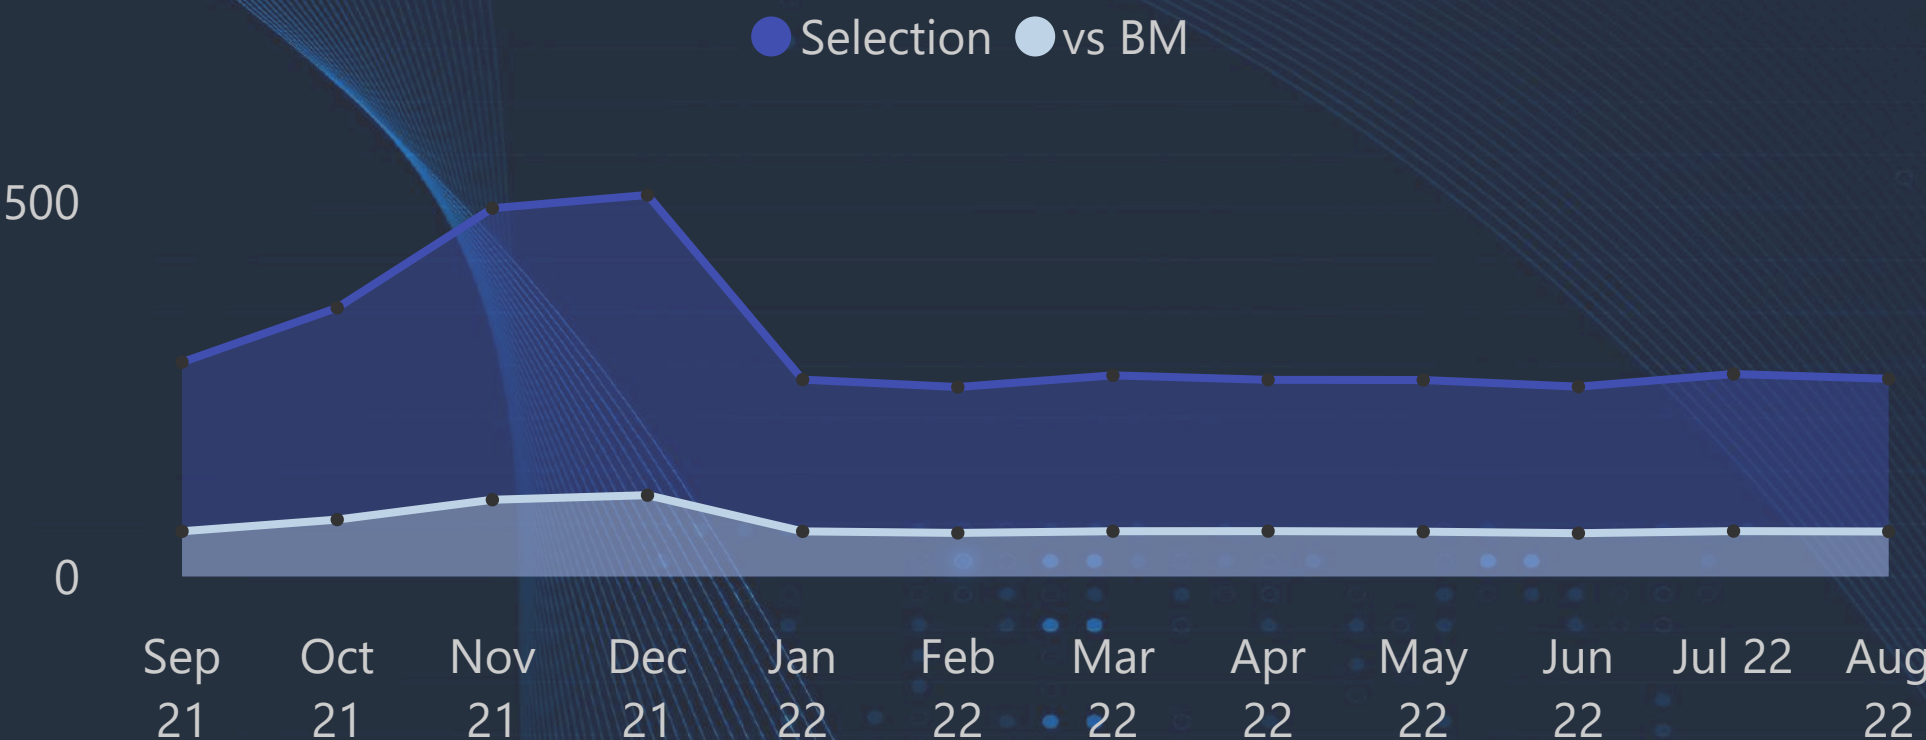 Selection vs BM
500
0
Sep Oct Nov Dec Jan Feb Mar Apr May Jun Jul 22 Aug
21 21 21 21 22 22 22 22 22 22 22